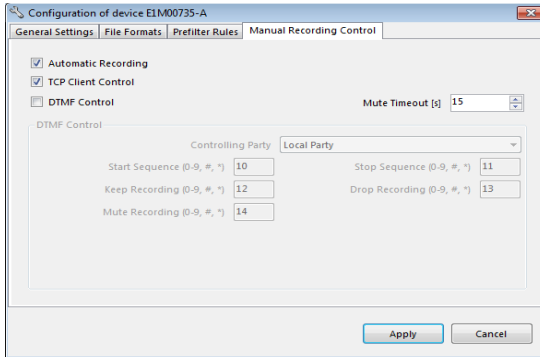 Configuration of device E1M00735-A
General Settings File Formats Prefilter Rules Manual Recording Control
Automatic Recording
TCP Client Control
DTMF Control Mute Timeout [s] 15
DTMF Control
Controlling Party Local Party
Start Sequence (0-9, #, *) 10 Stop Sequence (0-9, #, *) 11
Keep Recording (0-9, #, *) 12 Drop Recording (0-9, #, *) 13
Mute Recording (0-9, #, *) 14
Apply Cancel